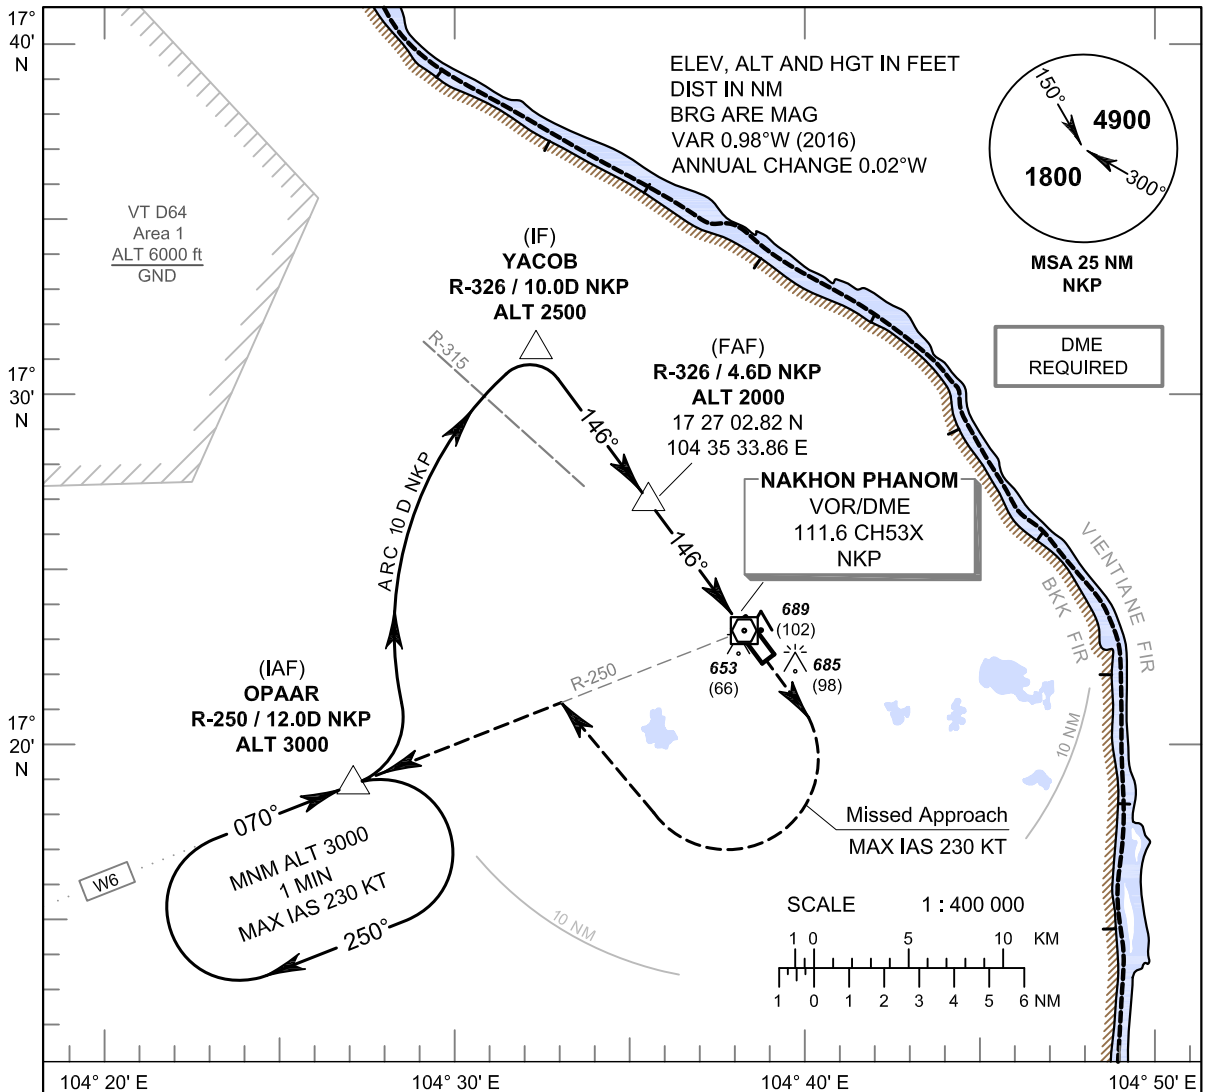 17°
40'
N
ELEV, ALT AND HGT IN FEET
DIST IN NM
BRG ARE MAG
VAR 0.98°W (2016)
ANNUAL CHANGE 0.02°W
150°
4900
1800
300°
MSA 25 NM
NKP
DME
REQUIRED
VT D64
Area 1
ALT 6000 ft
GND
(IF)
YACOB
R-326 / 10.0D NKP
ALT 2500
R-315
(FAF)
R-326 / 4.6D NKP
ALT 2000
17 27 02.82 N
104 35 33.86 E
17°
30'
N
146°
ARC 10 D NKP
NAKHON PHANOM
VOR/DME
111.6 CH53X
NKP
146°
VIENTIANE FIR
BKK FIR
689
(102)
653
(66)
685
(98)
R-250
(IAF)
OPAAR
R-250 / 12.0D NKP
ALT 3000
17°
20'
N
10 NM
070°
MNM ALT 3000
1 MIN
MAX IAS 230 KT
250°
W6
Missed Approach
MAX IAS 230 KT
10 NM
SCALE 1 : 400 000
1 0 5 10 KM
1 0 1 2 3 4 5 6 NM
104° 20' E
104° 30' E
104° 40' E
104° 50' E